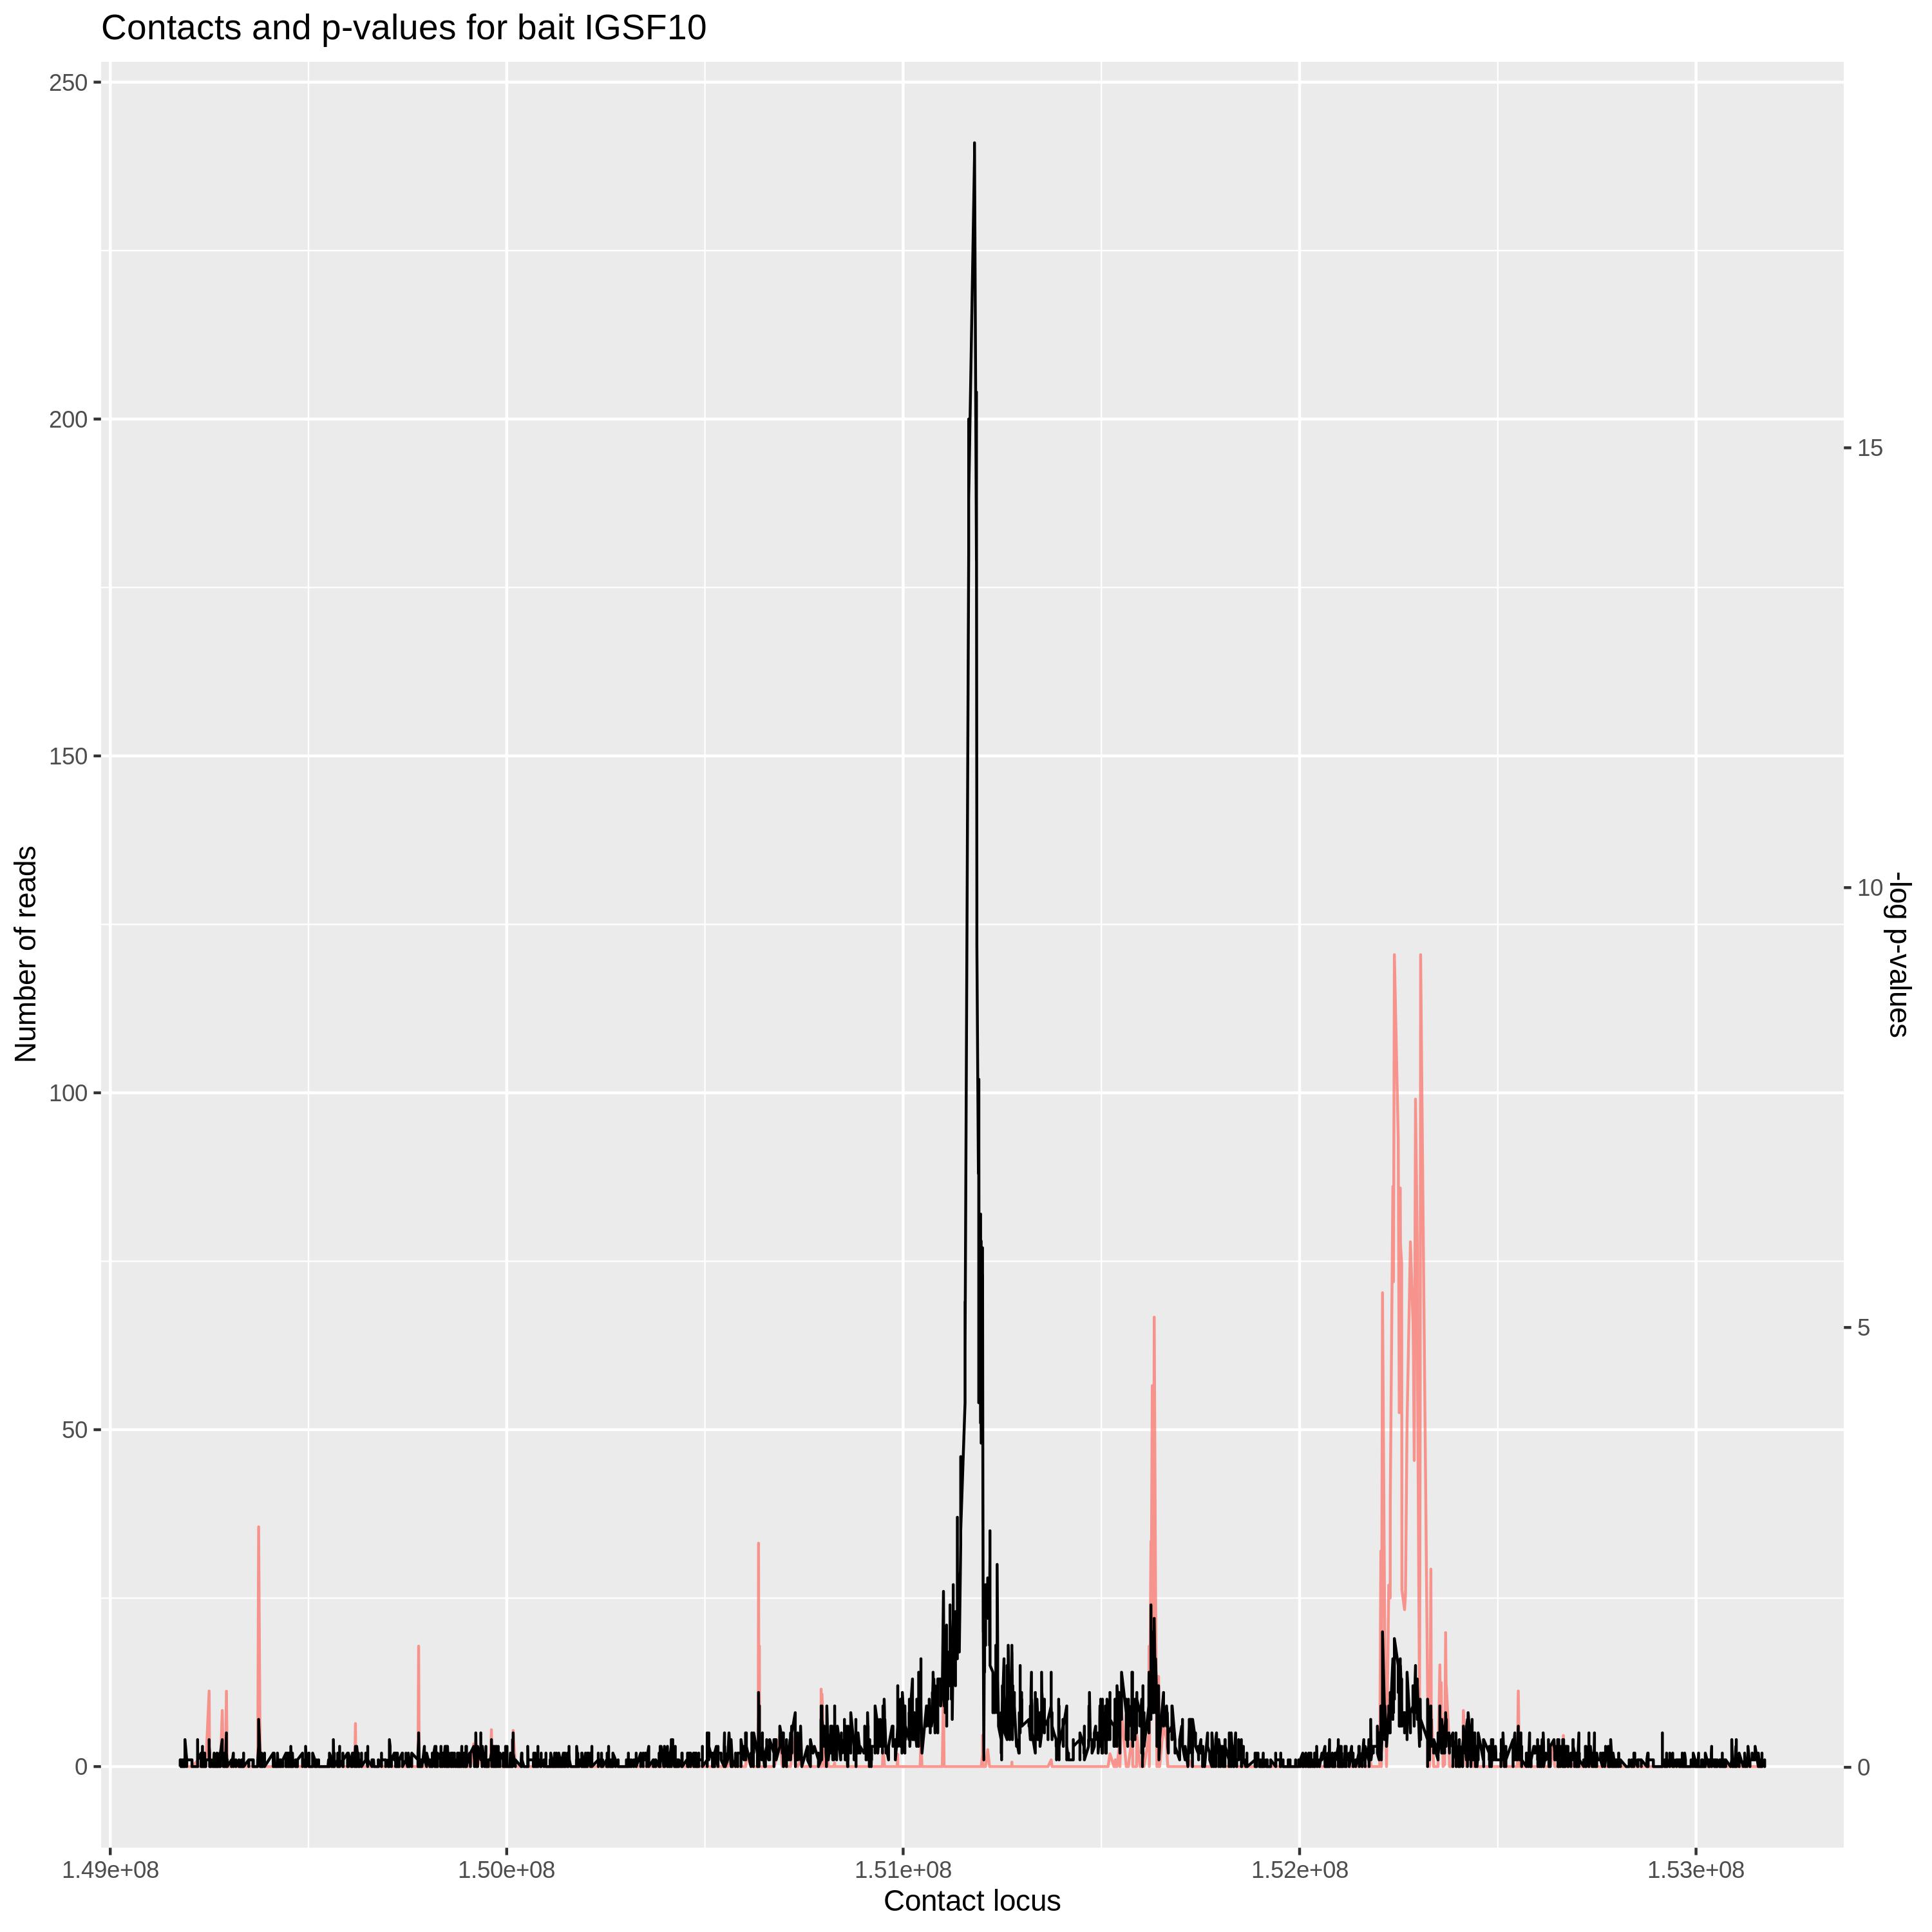 Contacts and p-values for bait IGSF10
250
200
150
100
50
0
Number of reads
15
10
5
0
-log p-values
1.49e+08
1.50e+08
1.51e+08
1.52e+08
1.53e+08
Contact locus